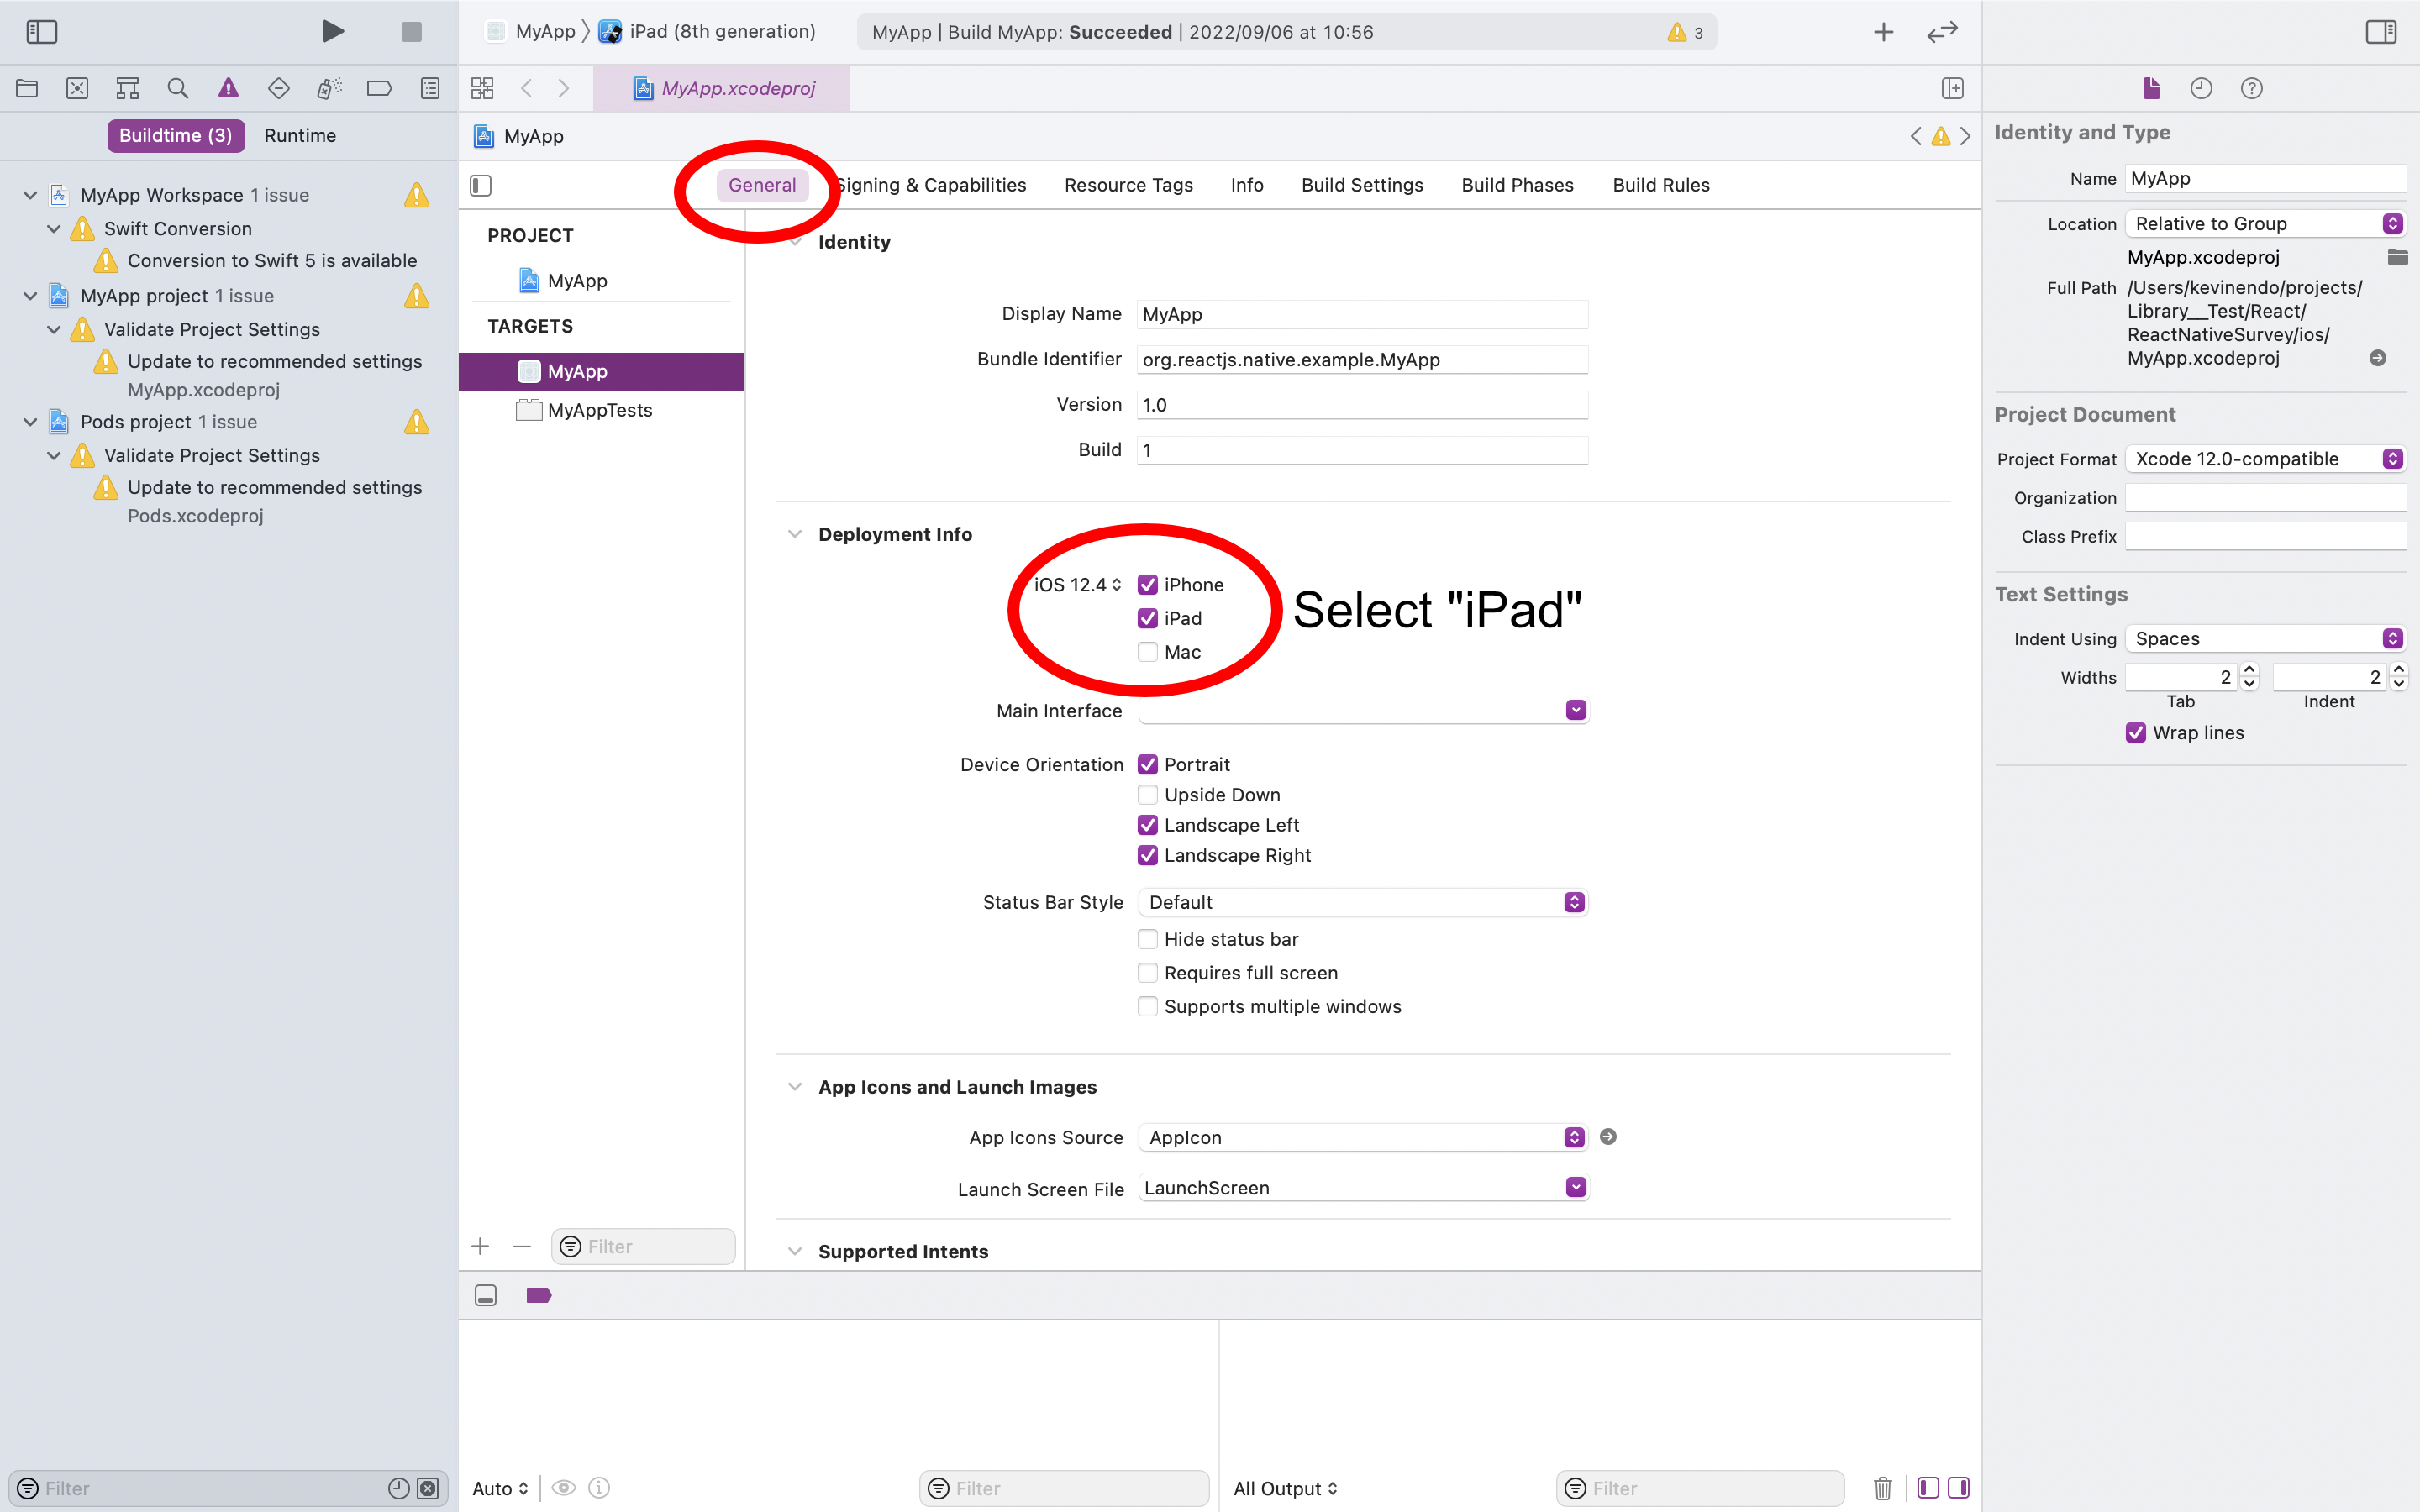 MyApp
iPad (8th generation)
MyApp | Build MyApp: Succeeded | 2022/09/06 at 10:56
3
MyApp.xcodeproj
Buildtime (3)
Runtime
MyApp
MyApp Workspace 1 issue
Swift Conversion
Conversion to Swift 5 is available
MyApp project 1 issue
Validate Project Settings
Update to recommended settings
MyApp.xcodeproj
Pods project 1 issue
Validate Project Settings
Update to recommended settings
Pods.xcodeproj
Filter
General
Signing & Capabilities
Resource Tags
Info
Build Settings
Build Phases
Build Rules
PROJECT
MyApp
TARGETS
MyApp
MyAppTests
Filter
Identity
Display Name MyApp
Bundle Identifier org.reactjs.native.example.MyApp
Version 1.0
Build 1
Deployment Info
iOS 12.4 iPhone
iPad
Mac
Select "iPad"
Main Interface
Device Orientation Portrait
Upside Down
Landscape Left
Landscape Right
Status Bar Style Default
Hide status bar
Requires full screen
Supports multiple windows
App Icons and Launch Images
App Icons Source AppIcon
Launch Screen File LaunchScreen
Supported Intents
Auto
Filter
All Output
Filter
Identity and Type
Name MyApp
Location Relative to Group
MyApp.xcodeproj
Full Path /Users/kevinendo/projects/
Library__Test/React/
ReactNativeSurvey/ios/
MyApp.xcodeproj
Project Document
Project Format Xcode 12.0-compatible
Organization
Class Prefix
Text Settings
Indent Using Spaces
Widths 2 2
Tab Indent
Wrap lines